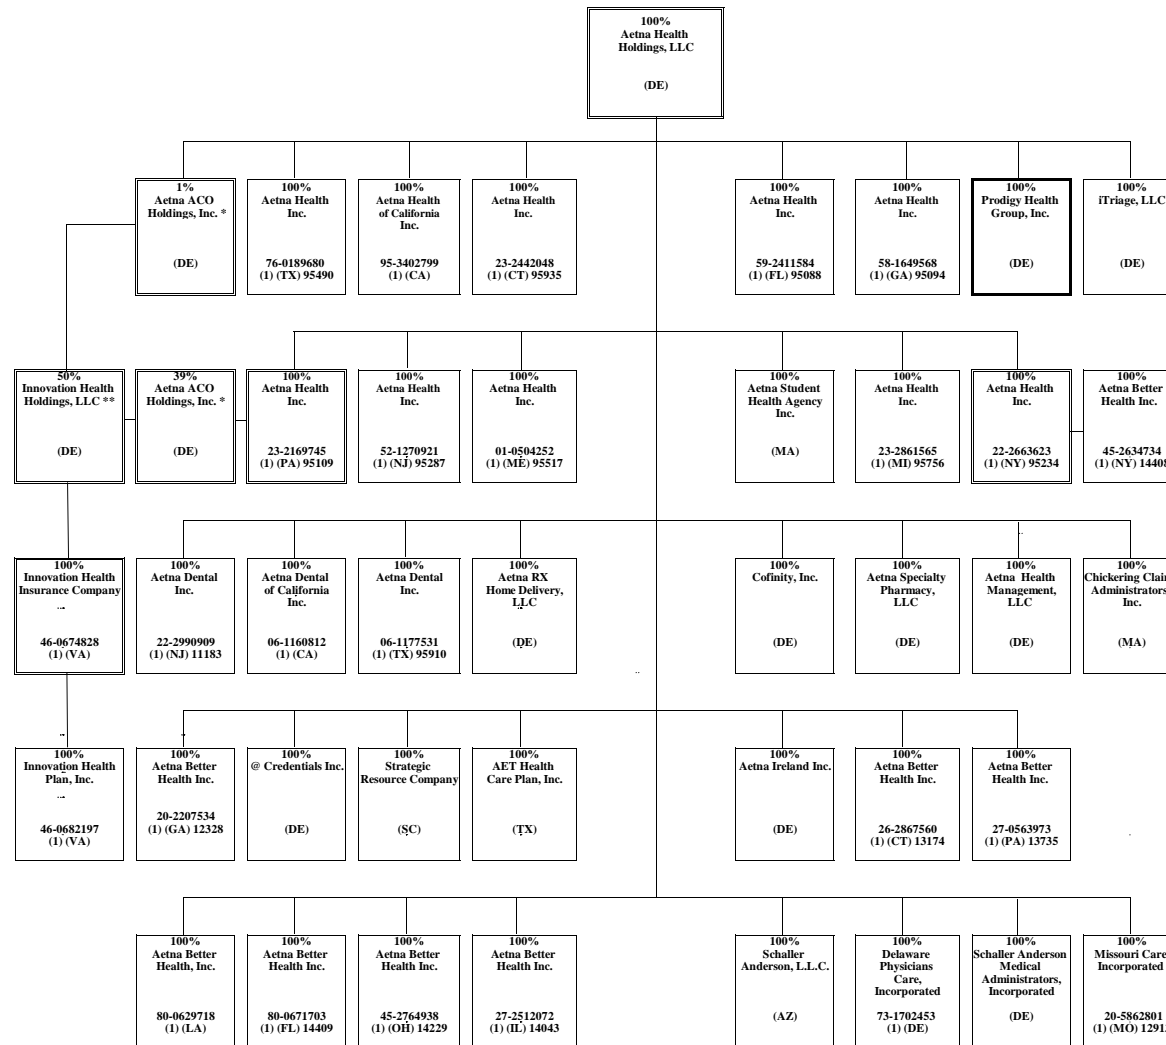 100%
Aetna Health
Holdings, LLC
(DE)
1%
Aetna ACO
Holdings, Inc. *
(DE)
100%
Aetna Health
Inc.
76-0189680
(1) (TX) 95490
100%
Aetna Health
of California
Inc.
95-3402799
(1) (CA)
100%
Aetna Health
Inc.
23-2442048
(1) (CT) 95935
100%
Aetna Health
Inc.
59-2411584
(1) (FL) 95088
100%
Aetna Health
Inc.
58-1649568
(1) (GA) 95094
100%
Prodigy Health
Group, Inc.
(DE)
100%
iTriage, LLC
(DE)
50%
Innovation Health
Holdings, LLC **
(DE)
39%
Aetna ACO
Holdings, Inc. *
(DE)
100%
Aetna Health
Inc.
23-2169745
(1) (PA) 95109
100%
Aetna Health
Inc.
52-1270921
(1) (NJ) 95287
100%
Aetna Health
Inc.
01-0504252
(1) (ME) 95517
100%
Aetna Student
Health Agency
Inc.
(MA)
100%
Aetna Health
Inc.
23-2861565
(1) (MI) 95756
100%
Aetna Health
Inc.
22-2663623
(1) (NY) 95234
100%
Aetna Better
Health Inc.
45-2634734
(1) (NY) 14408
100%
Innovation Health
Insurance Company
46-0674828
(1) (VA)
100%
Aetna Dental
Inc.
22-2990909
(1) (NJ) 11183
100%
Aetna Dental
of California
Inc.
06-1160812
(1) (CA)
100%
Aetna Dental
Inc.
06-1177531
(1) (TX) 95910
100%
Aetna RX
Home Delivery,
LLC
(DE)
100%
Cofinity, Inc.
(DE)
100%
Aetna Specialty
Pharmacy,
LLC
(DE)
100%
Aetna Health
Management,
LLC
(DE)
100%
Chickering Claim
Administrators
Inc.
(MA)
100%
Innovation Health
Plan, Inc.
46-0682197
(1) (VA)
100%
Aetna Better
Health Inc.
20-2207534
(1) (GA) 12328
100%
@ Credentials Inc.
(DE)
100%
Strategic
Resource Company
(SC)
100%
AET Health
Care Plan, Inc.
(TX)
100%
Aetna Ireland Inc.
(DE)
100%
Aetna Better
Health Inc.
26-2867560
(1) (CT) 13174
100%
Aetna Better
Health Inc.
27-0563973
(1) (PA) 13735
100%
Aetna Better
Health, Inc.
80-0629718
(1) (LA)
100%
Aetna Better
Health Inc.
80-0671703
(1) (FL) 14409
100%
Aetna Better
Health Inc.
45-2764938
(1) (OH) 14229
100%
Aetna Better
Health Inc.
27-2512072
(1) (IL) 14043
100%
Schaller
Anderson, L.L.C.
(AZ)
100%
Delaware
Physicians
Care,
Incorporated
73-1702453
(1) (DE)
100%
Schaller Anderson
Medical
Administrators,
Incorporated
(DE)
100%
Missouri Care
Incorporated
20-5862801
(1) (MO)